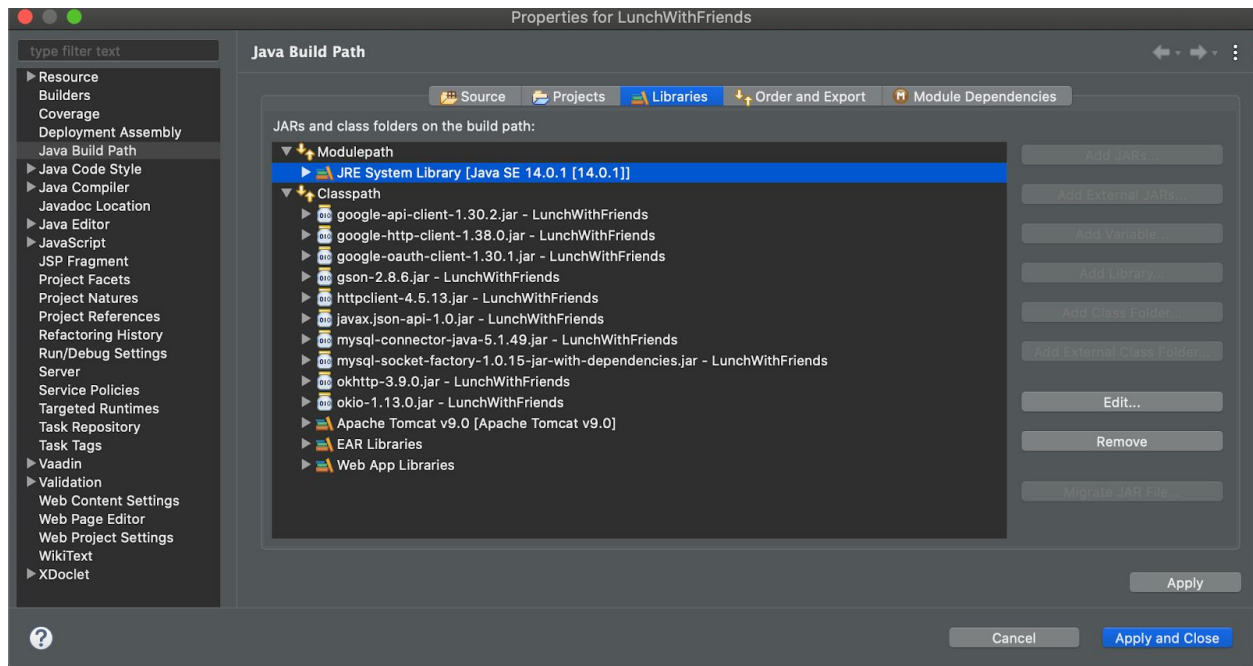 Properties for LunchWithFriends
type filter text
Resource
Builders
Coverage
Deployment Assembly
Java Build Path
Java Code Style
Java Compiler
Javadoc Location
Java Editor
JavaScript
JSP Fragment
Project Facets
Project Natures
Project References
Refactoring History
Run/Debug Settings
Server
Service Policies
Targeted Runtimes
Task Repository
Task Tags
Vaadin
Validation
Web Content Settings
Web Page Editor
Web Project Settings
WikiText
XDoclet
Java Build Path
Source Projects Libraries Order and Export Module Dependencies
JARs and class folders on the build path:
Modulepath
JRE System Library [Java SE 14.0.1 [14.0.1]]
Classpath
google-api-client-1.30.2.jar - LunchWithFriends
google-http-client-1.38.0.jar - LunchWithFriends
google-oauth-client-1.30.1.jar - LunchWithFriends
gson-2.8.6.jar - LunchWithFriends
httpclient-4.5.13.jar - LunchWithFriends
javax.json-api-1.0.jar - LunchWithFriends
mysql-connector-java-5.1.49.jar - LunchWithFriends
mysql-socket-factory-1.0.15-jar-with-dependencies.jar - LunchWithFriends
okhttp-3.9.0.jar - LunchWithFriends
okio-1.13.0.jar - LunchWithFriends
Apache Tomcat v9.0 [Apache Tomcat v9.0]
EAR Libraries
Web App Libraries
Add JARs...
Add External JARs...
Add Variable...
Add Library...
Add Class Folder...
Add External Class Folder...
Edit...
Remove
Migrate JAR File...
Apply
?
Cancel
Apply and Close